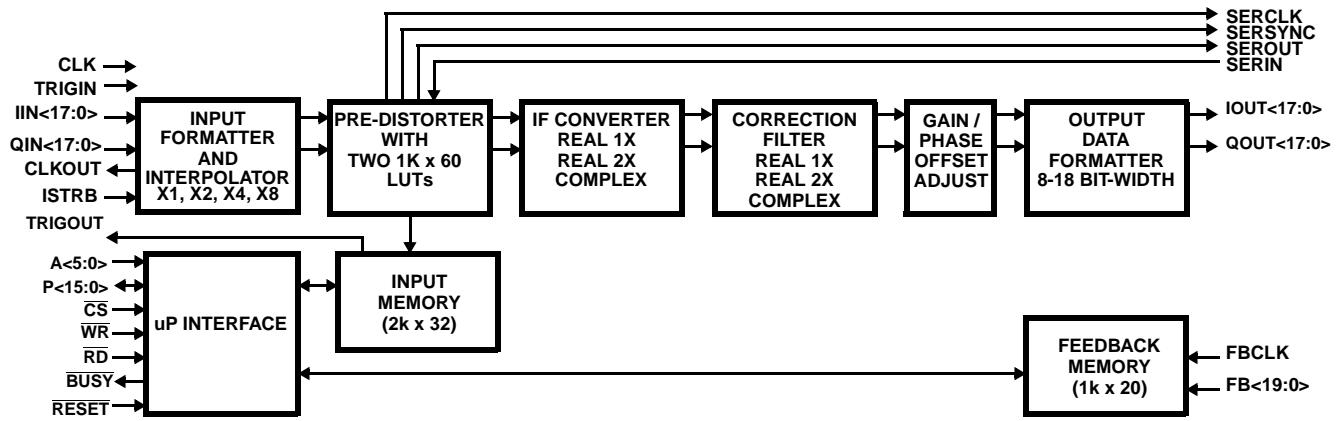 SERCLK
SERSYNC
SEROUT
SERIN
CLK
TRIGIN
IIN<17:0>
QIN<17:0>
CLKOUT
ISTRB
TRIGOUT
INPUT
FORMATTER
AND
INTERPOLATOR
X1, X2, X4, X8
PRE-DISTORTER
WITH
TWO 1K x 60
LUTs
IF CONVERTER
REAL 1X
REAL 2X
COMPLEX
CORRECTION
FILTER
REAL 1X
REAL 2X
COMPLEX
GAIN /
PHASE
OFFSET
ADJUST
OUTPUT
DATA
FORMATTER
8-18 BIT-WIDTH
IOUT<17:0>
QOUT<17:0>
A<5:0>
P<15:0>
CS
WR
RD
BUSY
RESET
uP INTERFACE
INPUT
MEMORY
(2k x 32)
FEEDBACK
MEMORY
(1k x 20)
FBCLK
FB<19:0>